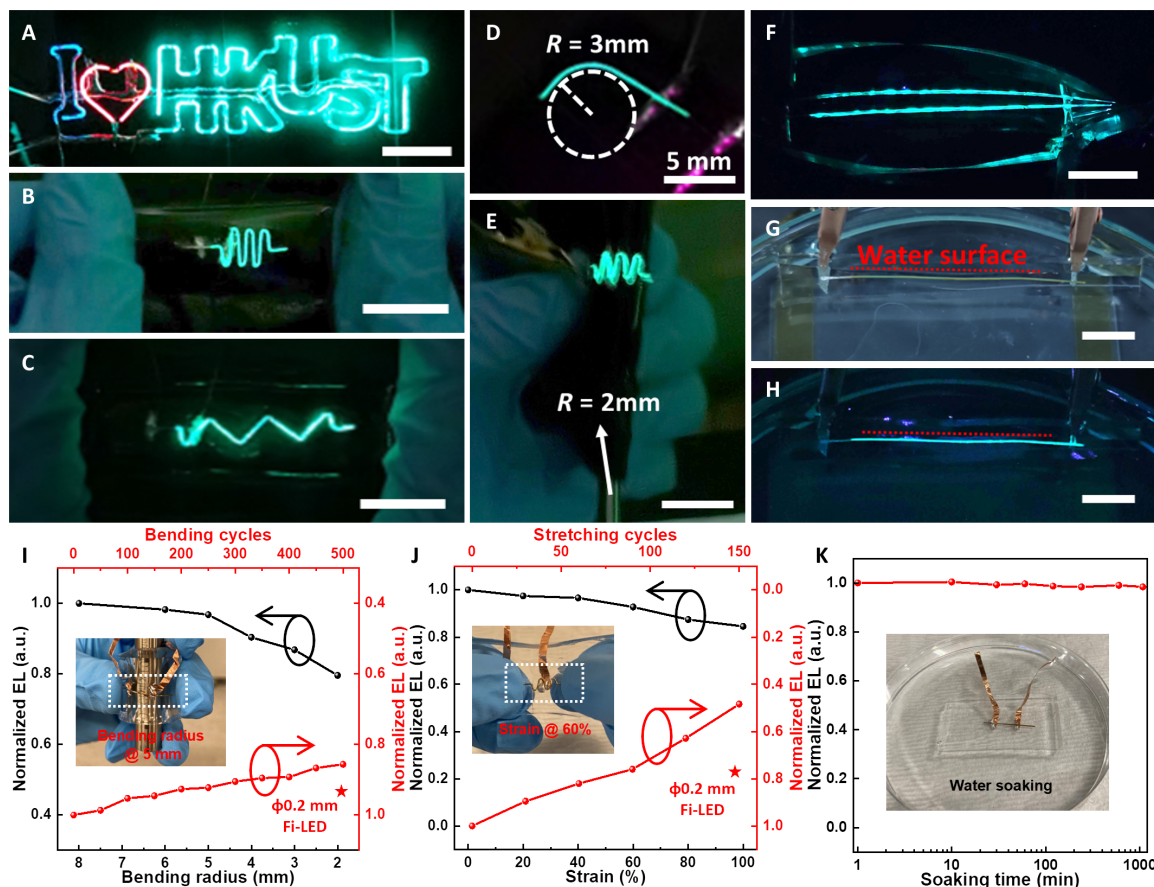 A
I ♥ HKUST
B
C
D
R = 3mm
5 mm
E
R = 2mm
F
G
Water surface
H
I
Bending cycles
0 100 200 300 400 500
Normalized EL (a.u.)
1.0
0.8
0.6
0.4
Bending radius
@ 5 mm
ϕ0.2 mm
Fi-LED
0.4
0.6
0.8
1.0
Normalized EL (a.u.)
8 7 6 5 4 3 2
Bending radius (mm)
J
Stretching cycles
0 50 100 150
Normalized EL (a.u.)
1.0
0.8
0.6
0.4
0.2
0.0
Strain @ 60%
ϕ0.2 mm
Fi-LED
0.0
0.2
0.4
0.6
0.8
1.0
Normalized EL (a.u.)
0 20 40 60 80 100
Strain (%)
K
Normalized EL (a.u.)
1.0
0.8
0.6
0.4
0.2
0.0
Water soaking
1 10 100 1000
Soaking time (min)